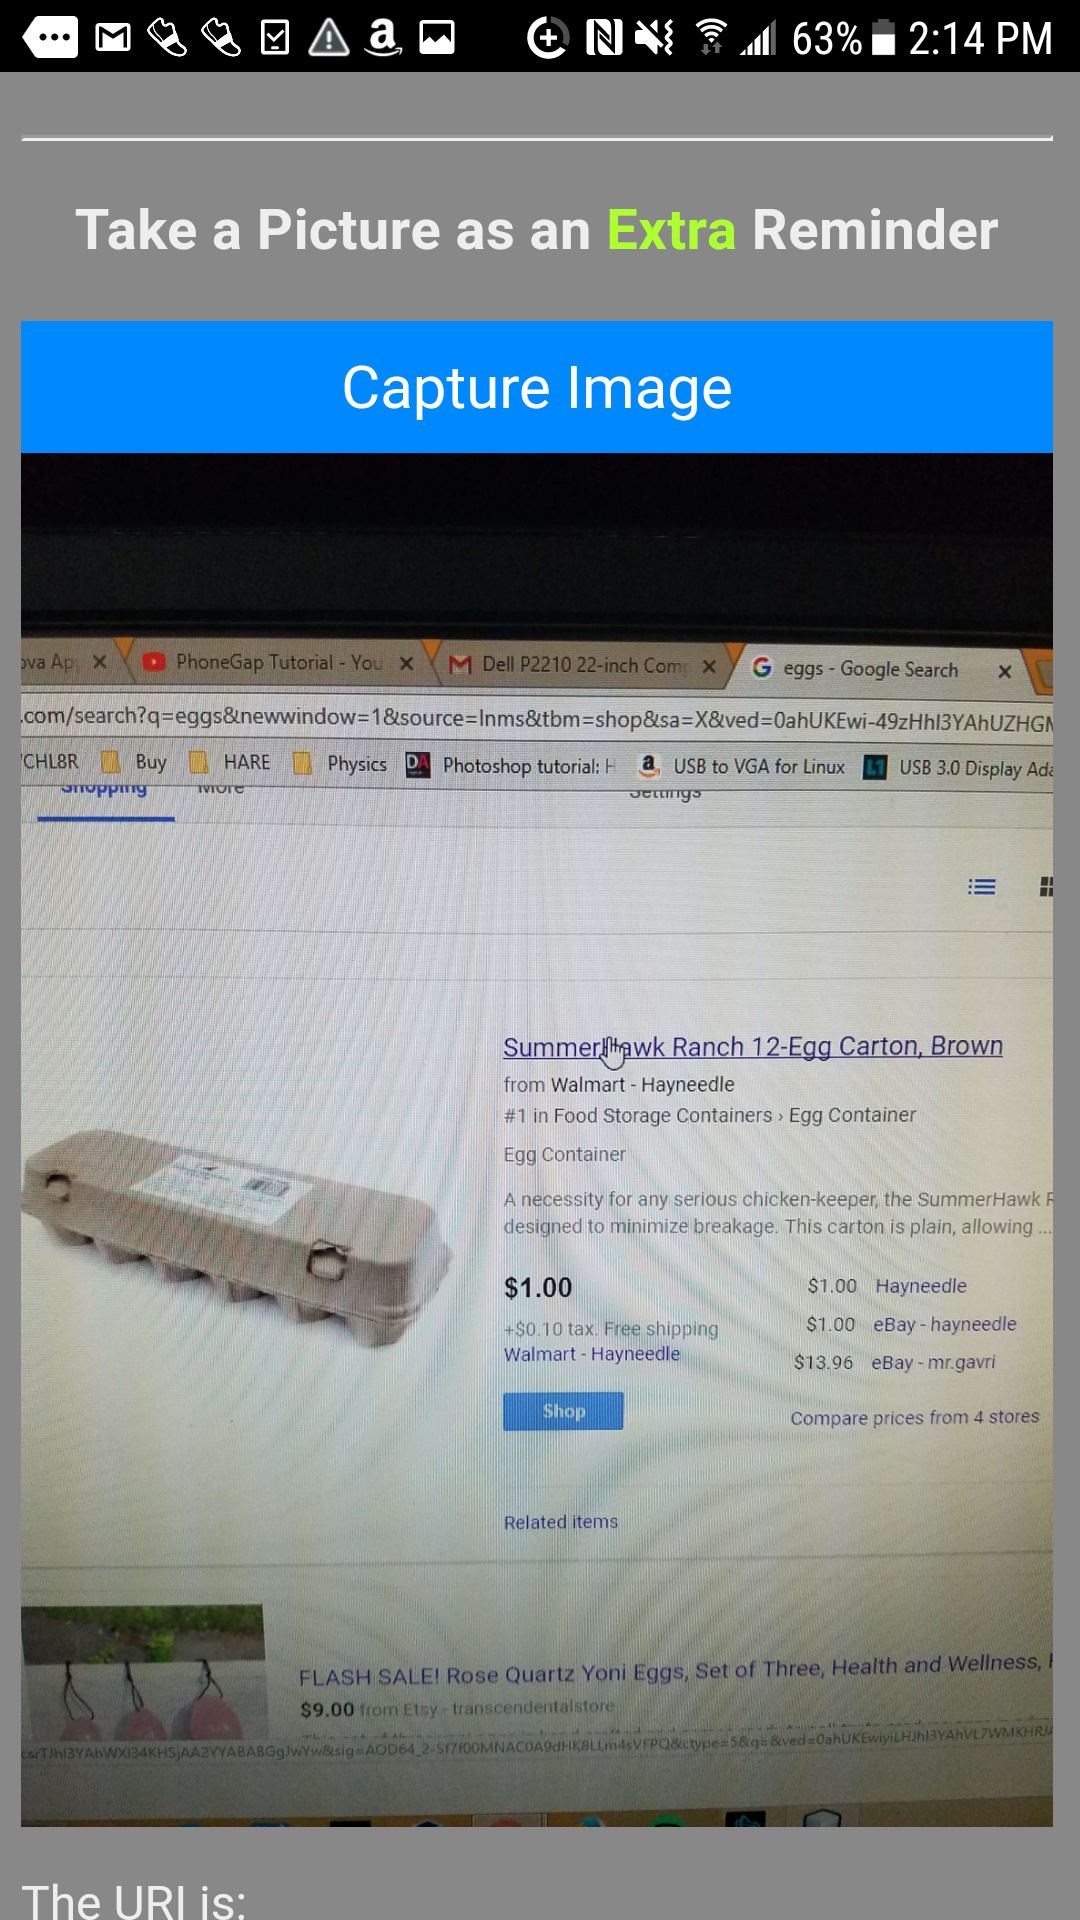 63% 2:14 PM
Take a Picture as an Extra Reminder
Capture Image
ova Ap
PhoneGap Tutorial - You
Dell P2210 22-inch Com
eggs - Google Search
.com/search?q=eggs&newwindow=1&source=lnms&tbm=shop&sa=X&ved=0ahUKEwi-49zHhl3YAhUZHGM
CHL8R Buy HARE Physics DA Photoshop tutorial: H USB to VGA for Linux L1 USB 3.0 Display Ada
Shopping More Settings
SummerHawk Ranch 12-Egg Carton, Brown
from Walmart - Hayneedle
#1 in Food Storage Containers › Egg Container
Egg Container
A necessity for any serious chicken-keeper, the SummerHawk R
designed to minimize breakage. This carton is plain, allowing ...
$1.00
+$0.10 tax. Free shipping
Walmart - Hayneedle
Shop
$1.00 Hayneedle
$1.00 eBay - hayneedle
$13.96 eBay - mr.gavri
Compare prices from 4 stores
Related items
FLASH SALE! Rose Quartz Yoni Eggs, Set of Three, Health and Wellness,
$9.00 from Etsy - transcendentalstore
The URI is: